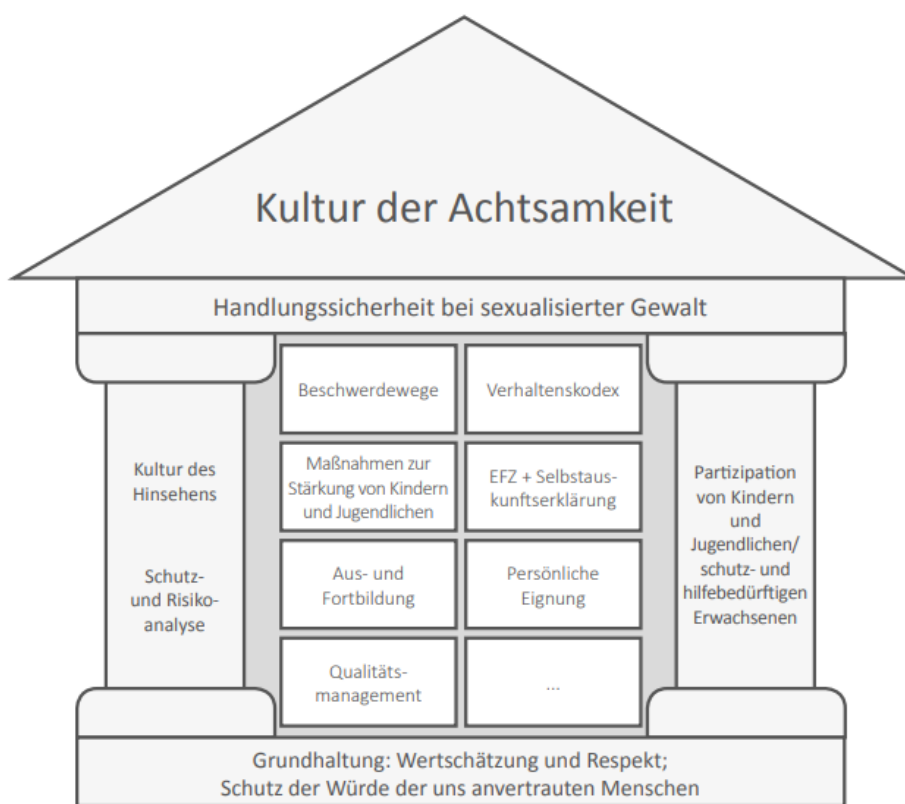 Kultur der Achtsamkeit
Handlungssicherheit bei sexualisierter Gewalt
Kultur des
Hinsehens
Schutz-
und Risiko-
analyse
Beschwerdewege
Verhaltenskodex
Maßnahmen zur
Stärkung von Kindern
und Jugendlichen
EFZ + Selbstaus-
kunftserklärung
Aus- und
Fortbildung
Persönliche
Eignung
Qualitäts-
management
...
Partizipation
von Kindern
und
Jugendlichen/
schutz- und
hilfebedürftigen
Erwachsenen
Grundhaltung: Wertschätzung und Respekt;
Schutz der Würde der uns anvertrauten Menschen